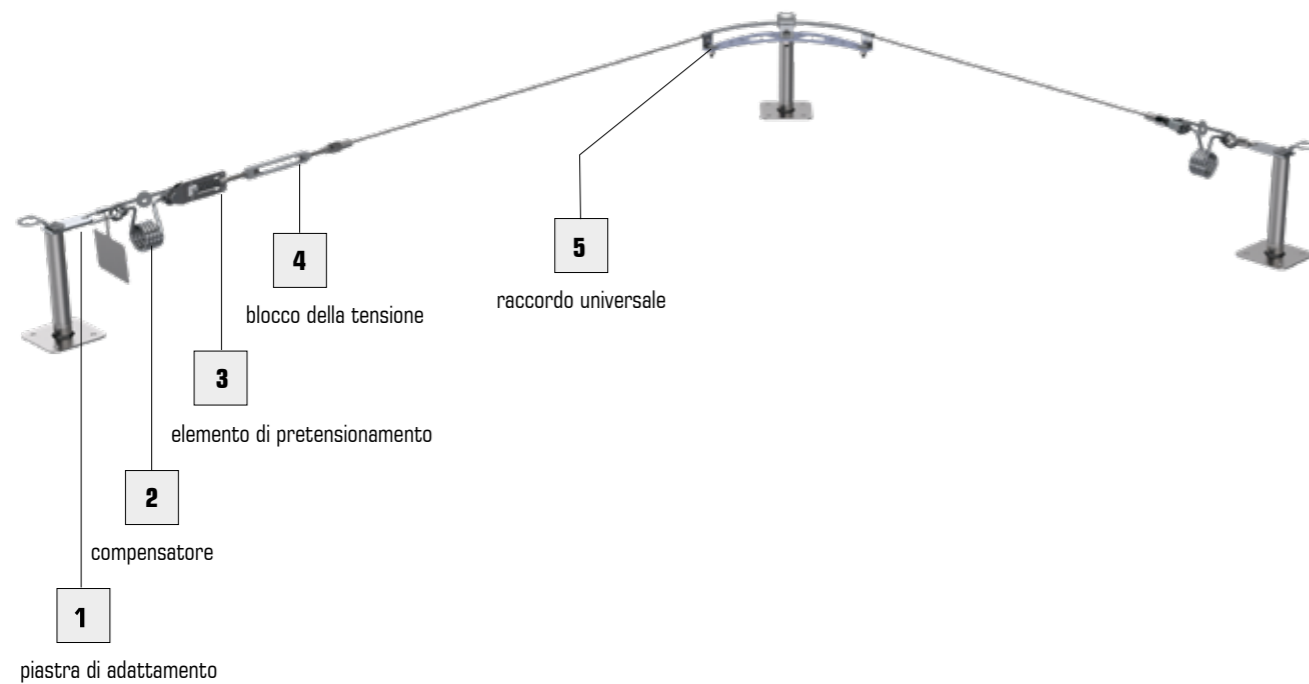 5
raccordo universale
4
blocco della tensione
3
elemento di pretensionamento
2
compensatore
1
piastra di adattamento